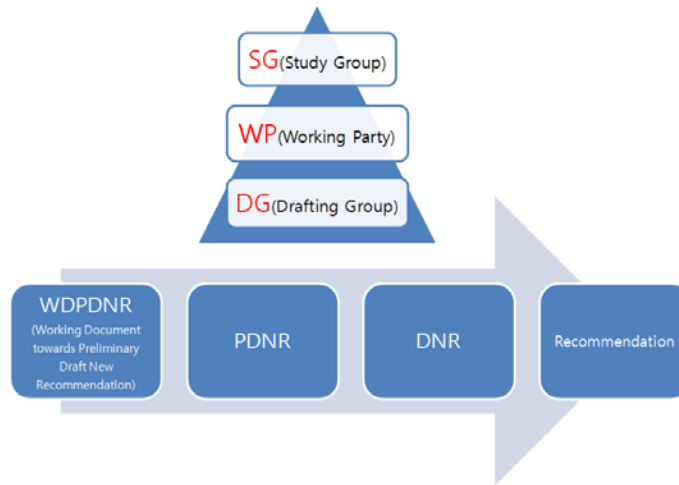 SG(Study Group)
WP(Working Party)
DG(Drafting Group)
WDPDNR
(Working Document
towards Preliminary
Draft New
Recommendation)
PDNR
DNR
Recommendation